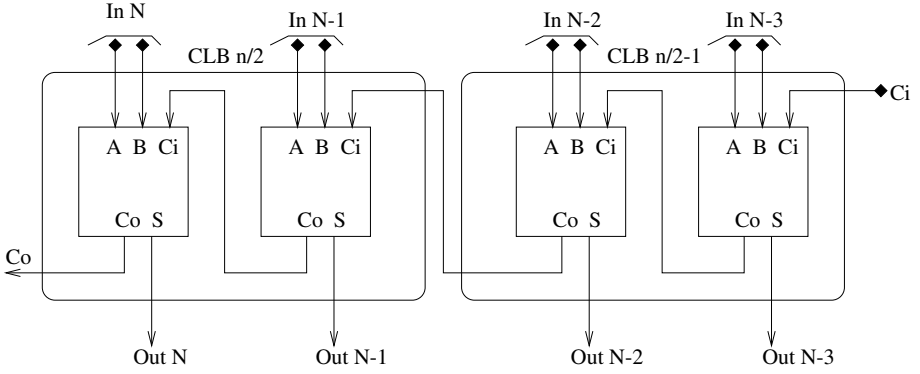 In N In N-1 In N-2 In N-3
CLB n/2 CLB n/2-1
Ci
A B Ci A B Ci A B Ci A B Ci
Co S Co S Co S Co S
Co
Out N Out N-1 Out N-2 Out N-3